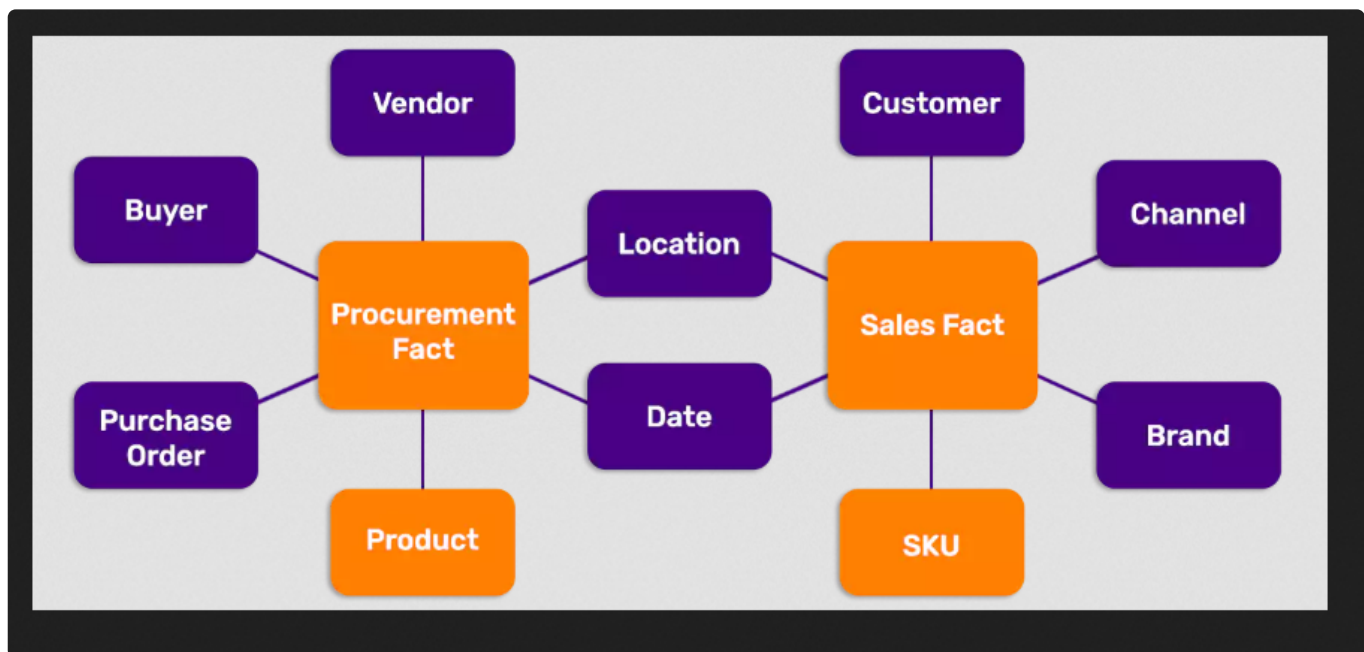 Vendor
Customer
Buyer
Channel
Location
Procurement
Fact
Sales Fact
Purchase
Order
Date
Brand
Product
SKU